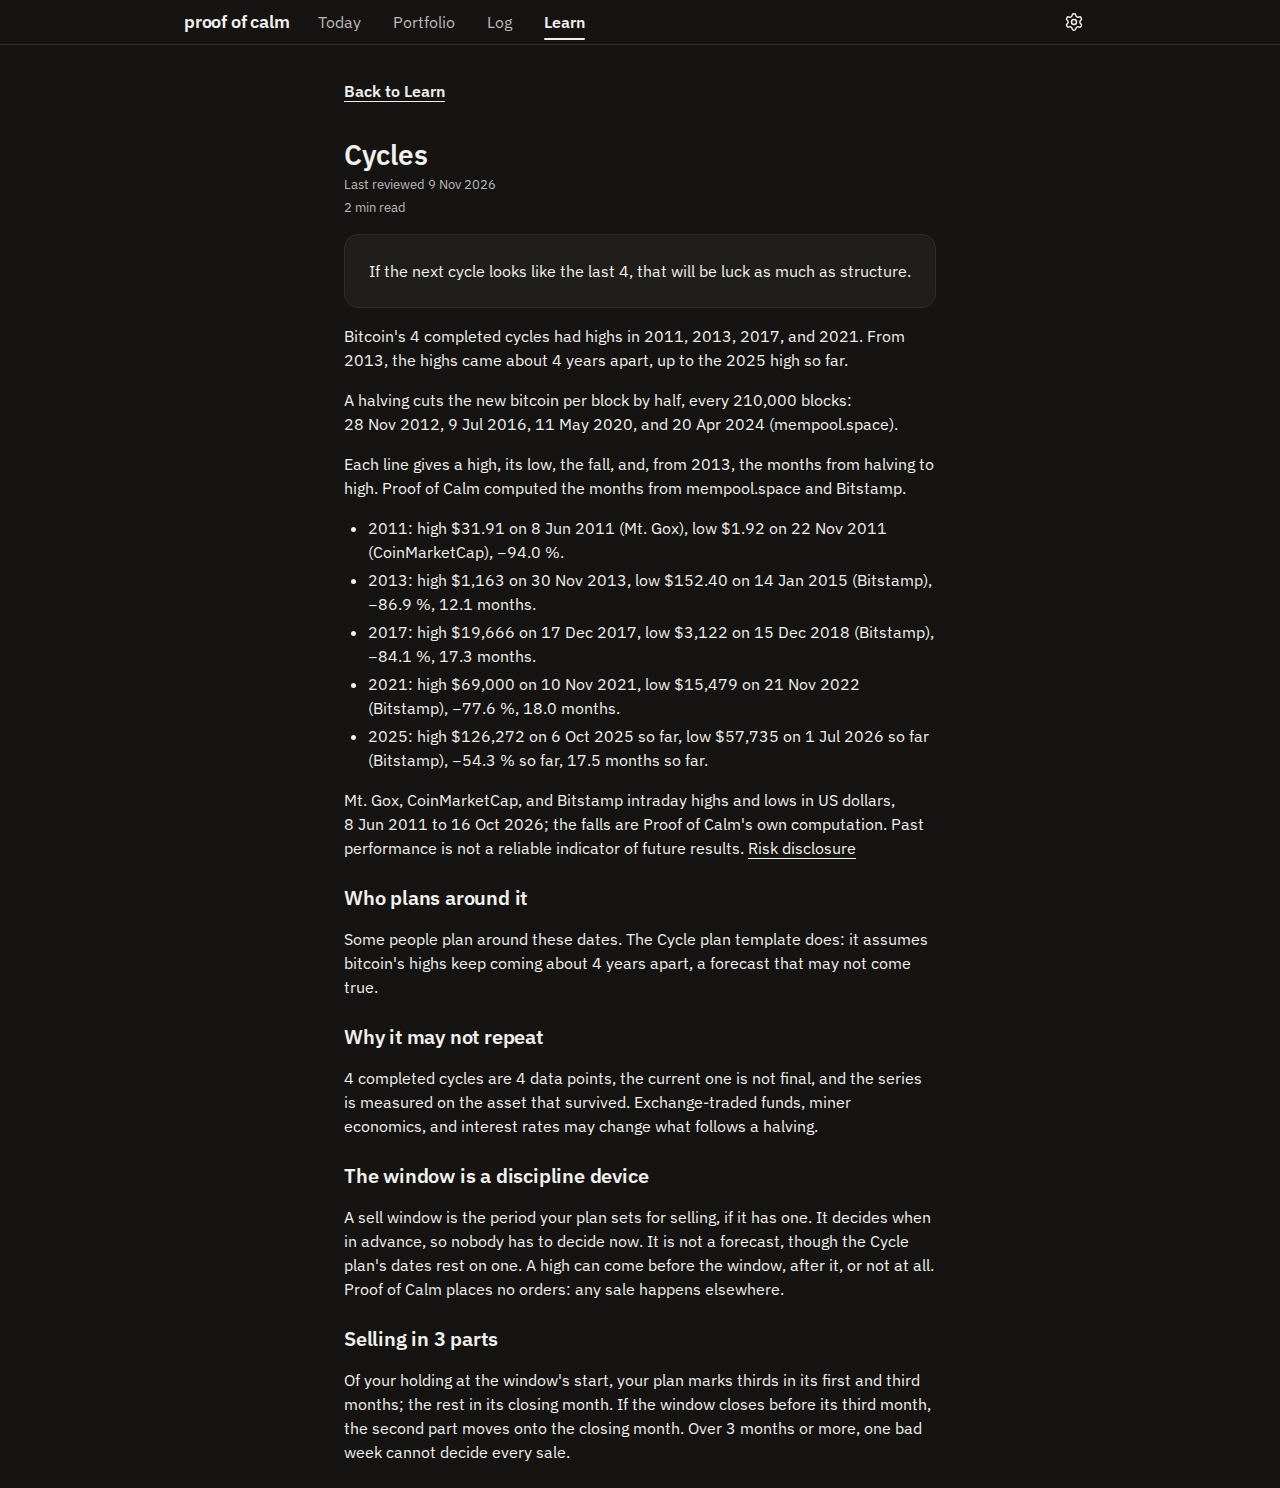 proof of calm Today Portfolio Log Learn
Back to Learn
Cycles
Last reviewed 9 Nov 2026
2 min read
If the next cycle looks like the last 4, that will be luck as much as structure.
Bitcoin's 4 completed cycles had highs in 2011, 2013, 2017, and 2021. From
2013, the highs came about 4 years apart, up to the 2025 high so far.
A halving cuts the new bitcoin per block by half, every 210,000 blocks:
28 Nov 2012, 9 Jul 2016, 11 May 2020, and 20 Apr 2024 (mempool.space).
Each line gives a high, its low, the fall, and, from 2013, the months from halving to
high. Proof of Calm computed the months from mempool.space and Bitstamp.
• 2011: high $31.91 on 8 Jun 2011 (Mt. Gox), low $1.92 on 22 Nov 2011
(CoinMarketCap), −94.0 %.
• 2013: high $1,163 on 30 Nov 2013, low $152.40 on 14 Jan 2015 (Bitstamp),
−86.9 %, 12.1 months.
• 2017: high $19,666 on 17 Dec 2017, low $3,122 on 15 Dec 2018 (Bitstamp),
−84.1 %, 17.3 months.
• 2021: high $69,000 on 10 Nov 2021, low $15,479 on 21 Nov 2022
(Bitstamp), −77.6 %, 18.0 months.
• 2025: high $126,272 on 6 Oct 2025 so far, low $57,735 on 1 Jul 2026 so far
(Bitstamp), −54.3 % so far, 17.5 months so far.
Mt. Gox, CoinMarketCap, and Bitstamp intraday highs and lows in US dollars,
8 Jun 2011 to 16 Oct 2026; the falls are Proof of Calm's own computation. Past
performance is not a reliable indicator of future results. Risk disclosure
Who plans around it
Some people plan around these dates. The Cycle plan template does: it assumes
bitcoin's highs keep coming about 4 years apart, a forecast that may not come
true.
Why it may not repeat
4 completed cycles are 4 data points, the current one is not final, and the series
is measured on the asset that survived. Exchange-traded funds, miner
economics, and interest rates may change what follows a halving.
The window is a discipline device
A sell window is the period your plan sets for selling, if it has one. It decides when
in advance, so nobody has to decide now. It is not a forecast, though the Cycle
plan's dates rest on one. A high can come before the window, after it, or not at all.
Proof of Calm places no orders: any sale happens elsewhere.
Selling in 3 parts
Of your holding at the window's start, your plan marks thirds in its first and third
months; the rest in its closing month. If the window closes before its third month,
the second part moves onto the closing month. Over 3 months or more, one bad
week cannot decide every sale.